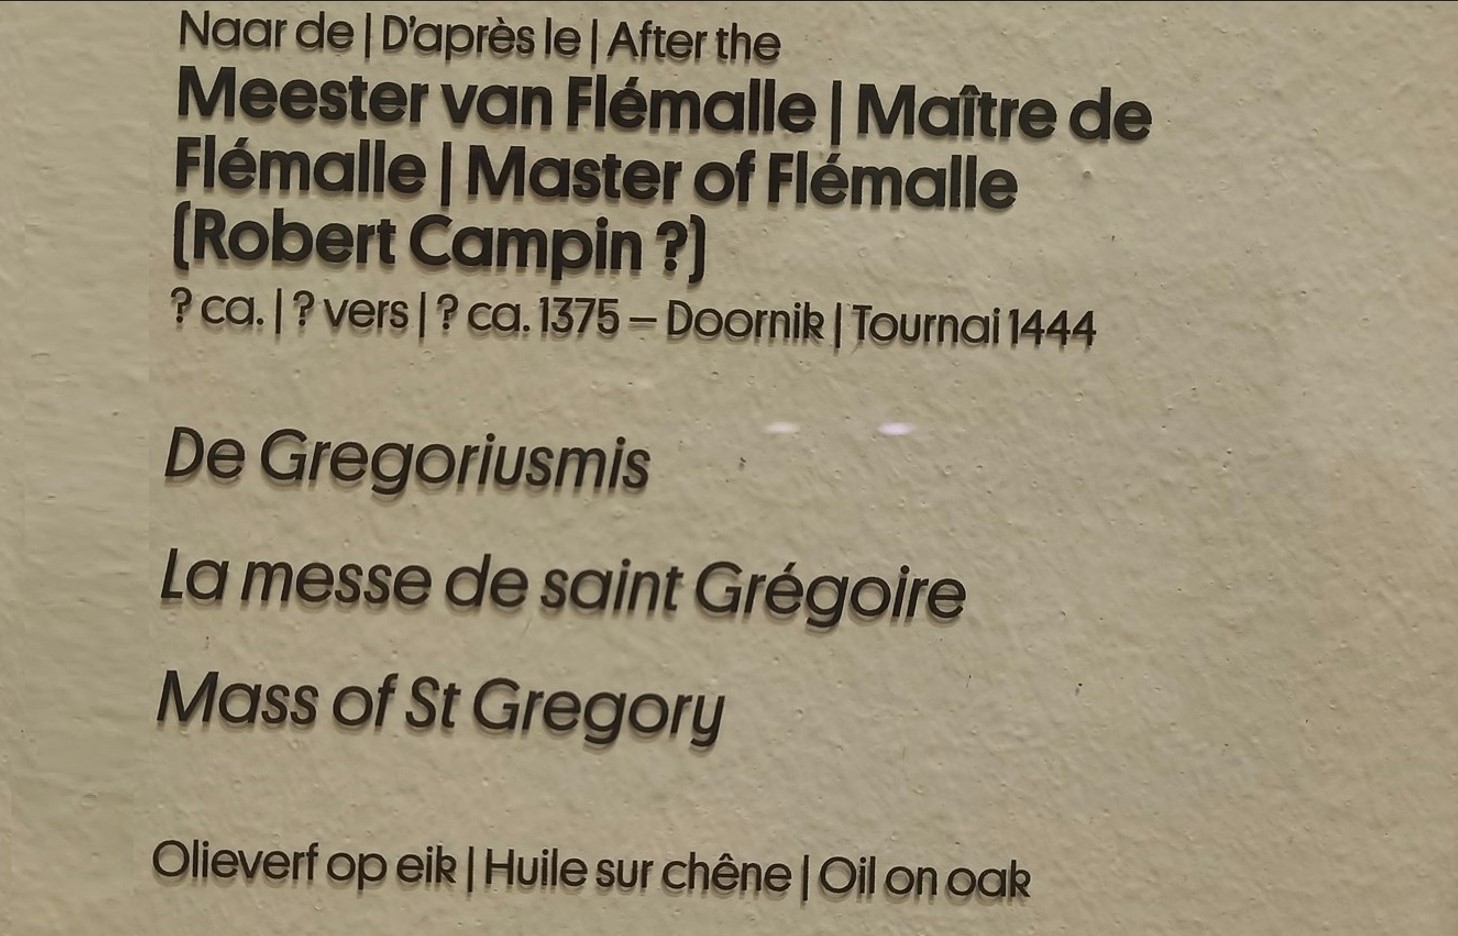 Naar de | D'après le | After the
Meester van Flémalle | Maître de
Flémalle | Master of Flémalle
(Robert Campin ?)
? ca. | ? vers | ? ca. 1375 – Doornik | Tournai 1444
De Gregoriusmis
La messe de saint Grégoire
Mass of St Gregory
Olieverf op eik | Huile sur chêne | Oil on oak